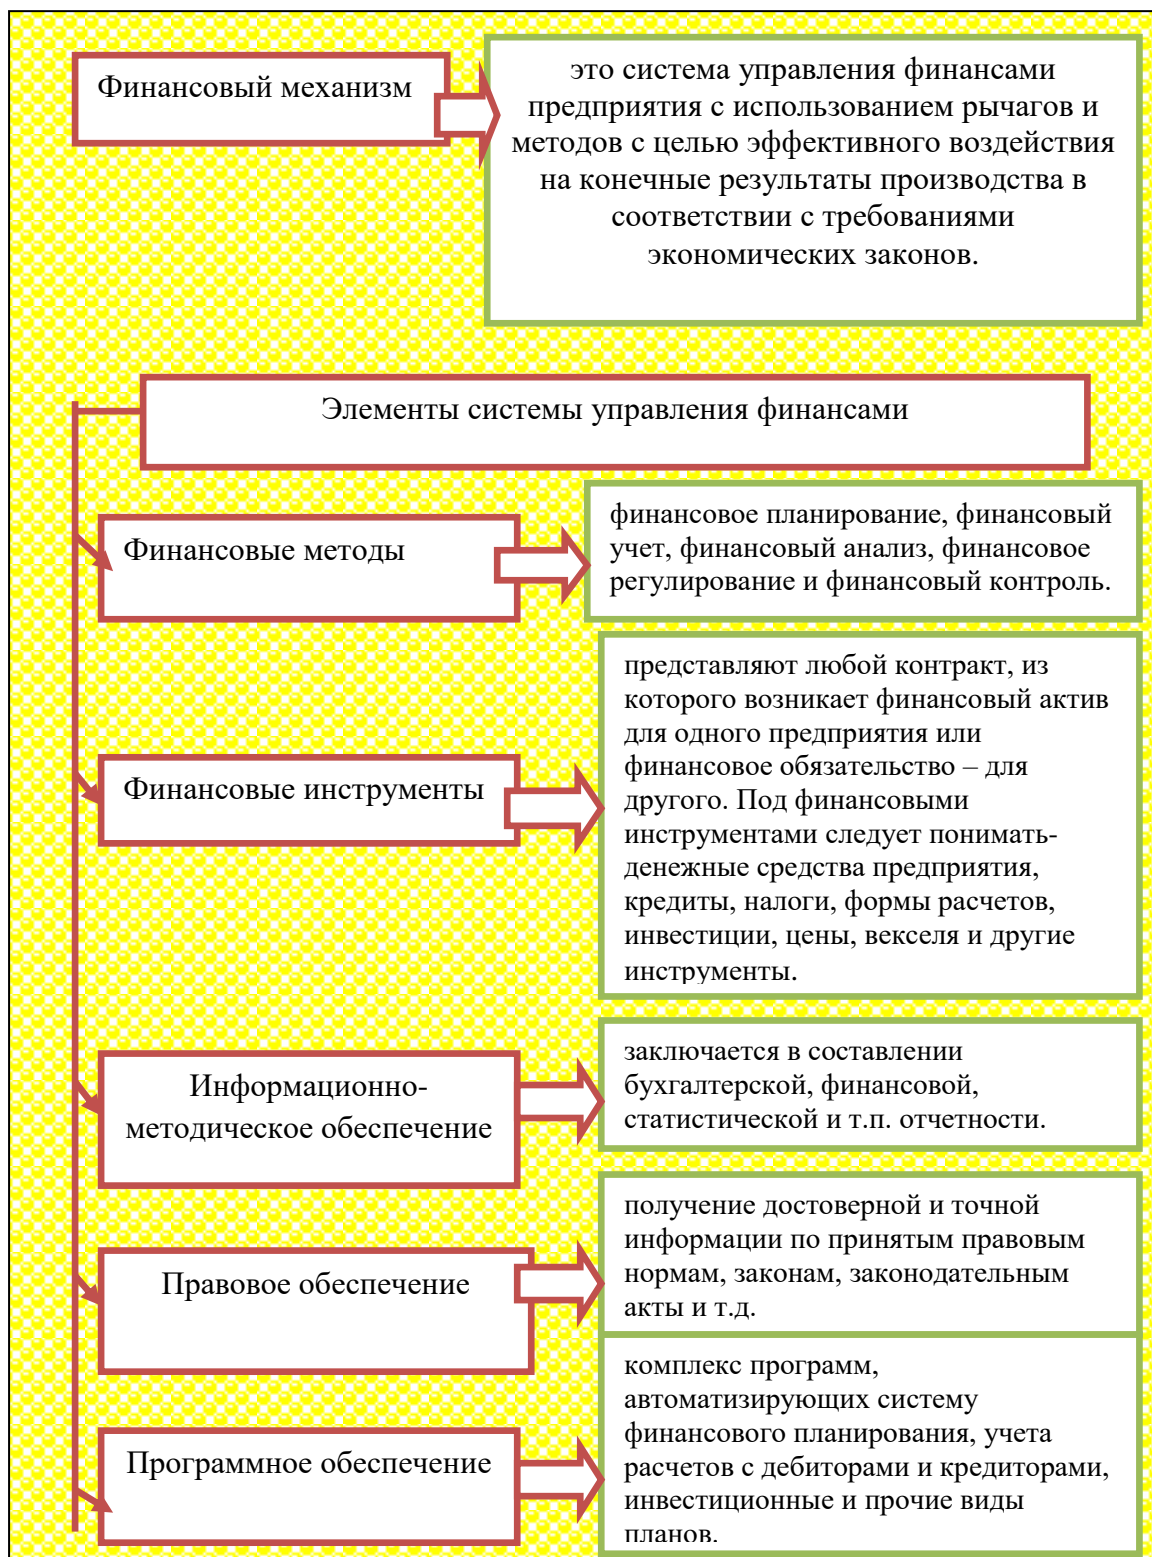 Финансовый механизм
это система управления финансами
предприятия с использованием рычагов и
методов с целью эффективного воздействия
на конечные результаты производства в
соответствии с требованиями
экономических законов.
Элементы системы управления финансами
Финансовые методы
финансовое планирование, финансовый
учет, финансовый анализ, финансовое
регулирование и финансовый контроль.
Финансовые инструменты
представляют любой контракт, из
которого возникает финансовый актив
для одного предприятия или
финансовое обязательство – для
другого. Под финансовыми
инструментами следует понимать-
денежные средства предприятия,
кредиты, налоги, формы расчетов,
инвестиции, цены, векселя и другие
инструменты.
Информационно-
методическое обеспечение
заключается в составлении
бухгалтерской, финансовой,
статистической и т.п. отчетности.
Правовое обеспечение
получение достоверной и точной
информации по принятым правовым
нормам, законам, законодательным
акты и т.д.
Программное обеспечение
комплекс программ,
автоматизирующих систему
финансового планирования, учета
расчетов с дебиторами и кредиторами,
инвестиционные и прочие виды
планов.